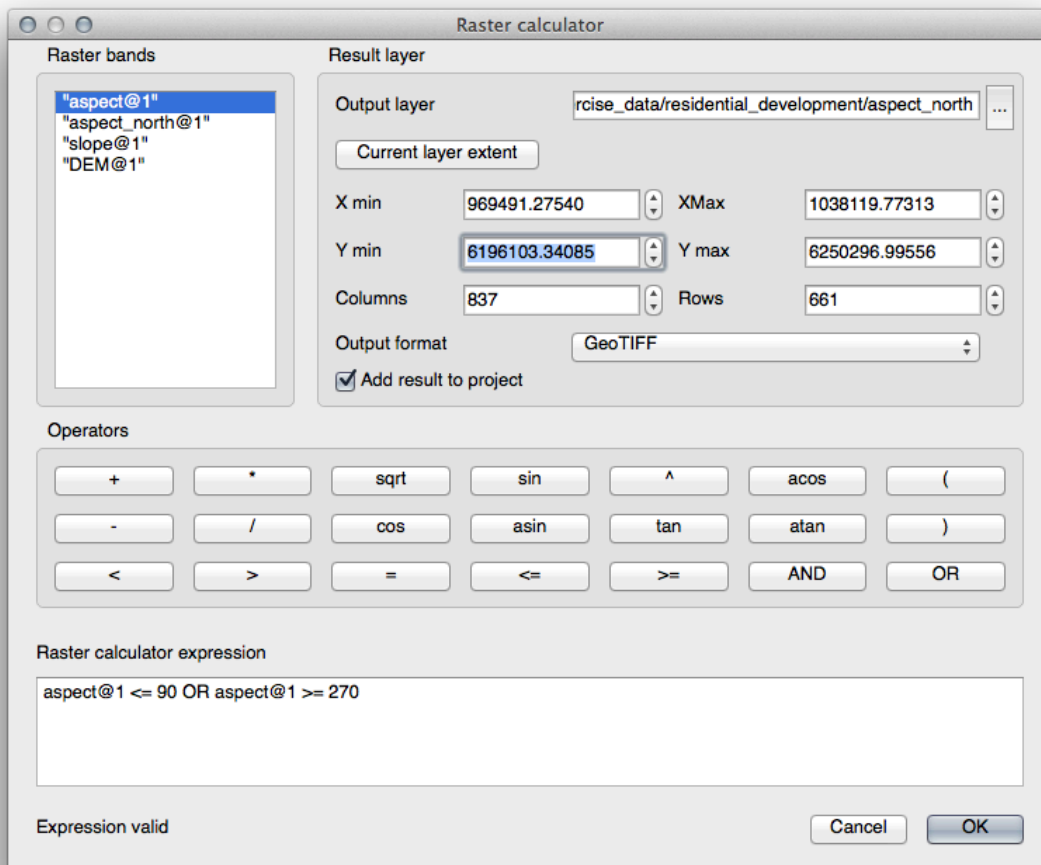 Raster calculator
Raster bands
Result layer
"aspect@1"
"aspect_north@1"
"slope@1"
"DEM@1"
Output layer
rcise_data/residential_development/aspect_north
...
Current layer extent
X min
969491.27540
XMax
1038119.77313
Y min
6196103.34085
Y max
6250296.99556
Columns
837
Rows
661
Output format
GeoTIFF
Add result to project
Operators
+ * sqrt sin ^ acos (
- / cos asin tan atan )
< > = <= >= AND OR
Raster calculator expression
aspect@1 <= 90 OR aspect@1 >= 270
Expression valid
Cancel
OK